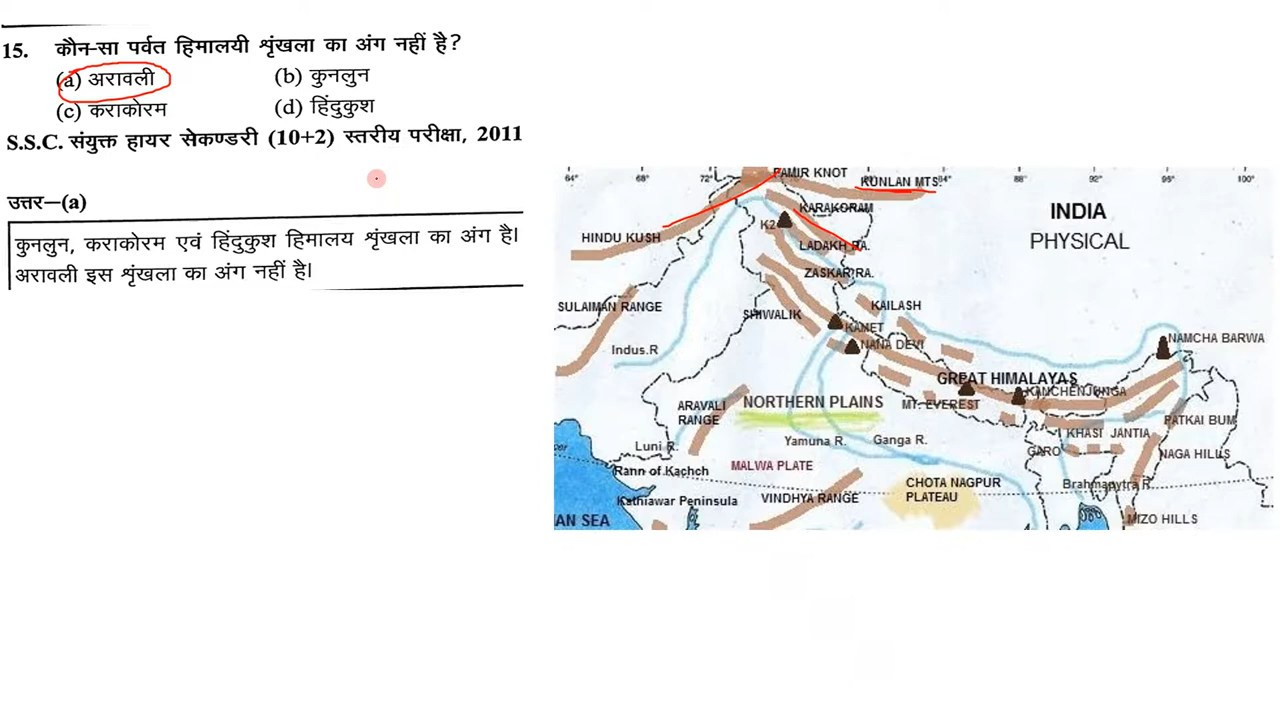 15. कौन-सा पर्वत हिमालयी शृंखला का अंग नहीं है?
(a) अरावली (b) कुनलुन
(c) कराकोरम (d) हिंदुकुश
S.S.C. संयुक्त हायर सेकण्डरी (10+2) स्तरीय परीक्षा, 2011
उत्तर—(a)
कुनलुन, कराकोरम एवं हिंदुकुश हिमालय श्रृंखला का अंग है।
अरावली इस श्रृंखला का अंग नहीं है।
64° 68° 72° 84° 88° 92° 96° 100°
PAMIR KNOT
KUNLAN MTS.
KARAKORAM
K2
INDIA
PHYSICAL
HINDU KUSH
LADAKH RA.
ZASKAR RA.
SULAIMAN RANGE
SHIWALIK
KAILASH
KAMET
NANA DEVI
NAMCHA BARWA
Indus.R
GREAT HIMALAYAS
KANCHENJUNGA
ARAVALI
RANGE
NORTHERN PLAINS
MT. EVEREST
PATKAI BUM
Luni R.
Yamuna R.
Ganga R.
KHASI JANTIA
GARO
NAGA HILLS
Rann of Kachch
MALWA PLATE
CHOTA NAGPUR
PLATEAU
Brahmaputra R.
Kathiawar Peninsula
VINDHYA RANGE
AN SEA
MIZO HILLS